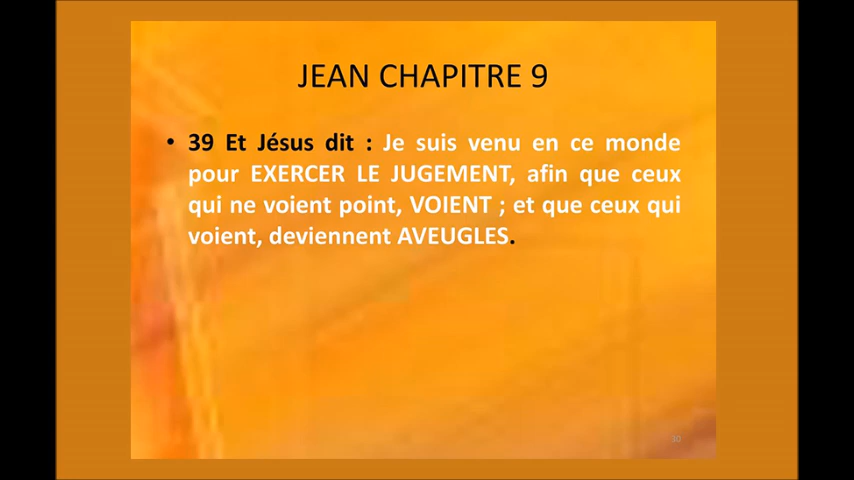 JEAN CHAPITRE 9
• 39 Et Jésus dit : Je suis venu en ce monde
pour EXERCER LE JUGEMENT, afin que ceux
qui ne voient point, VOIENT ; et que ceux qui
voient, deviennent AVEUGLES.
30